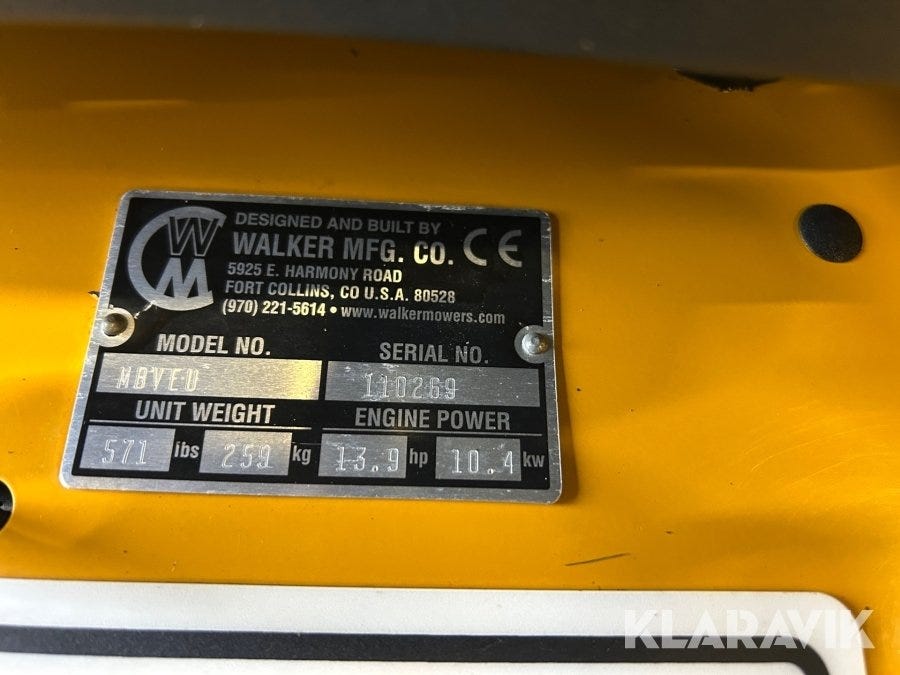 DESIGNED AND BUILT BY
WALKER MFG. CO. CE
5925 E. HARMONY ROAD
FORT COLLINS, CO U.S.A. 80528
(970) 221-5614 • www.walkermowers.com
MODEL NO. SERIAL NO.
MBVEU 110269
UNIT WEIGHT ENGINE POWER
571 lbs 259 kg 13.9 hp 10.4 kw
KLARAVIK